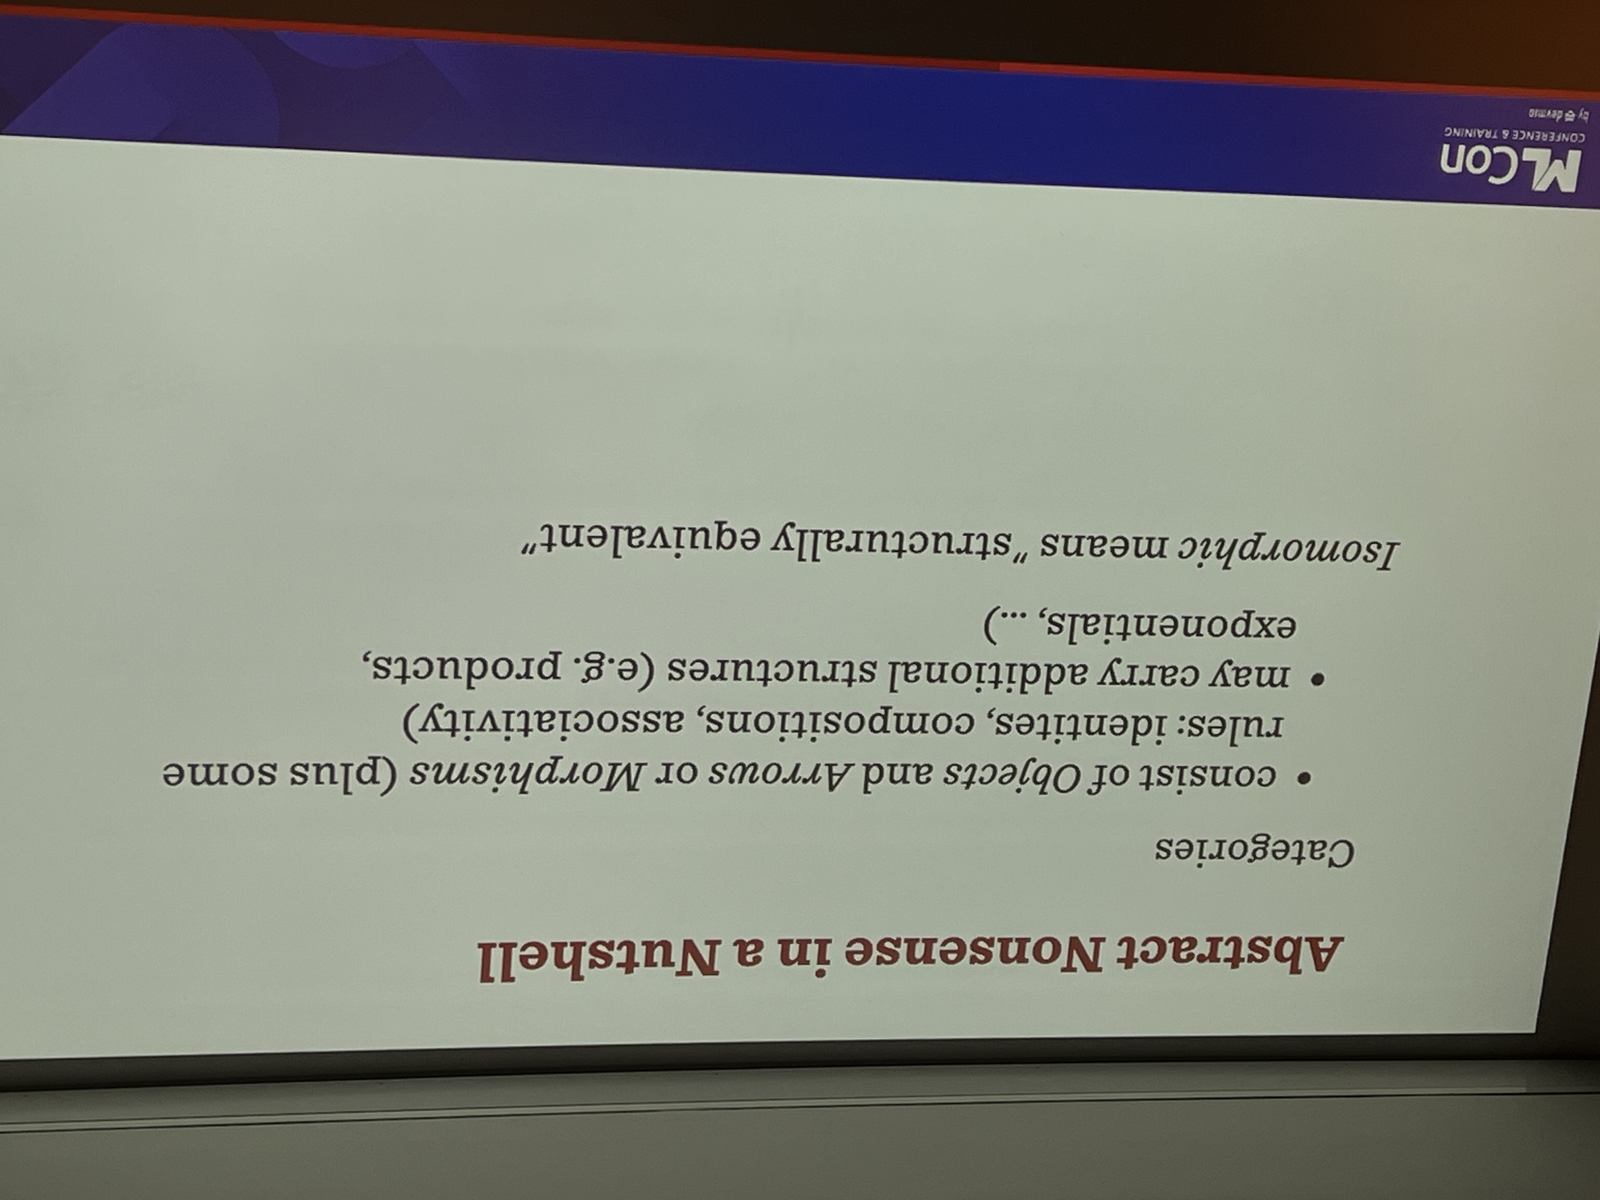 Abstract Nonsense in a Nutshell
Categories
• consist of Objects and Arrows or Morphisms (plus some
rules: identites, compositions, associativity)
• may carry additional structures (e.g. products,
exponentials, ...)
Isomorphic means "structurally equivalent"
MLCon
CONFERENCE & TRAINING
by devmio